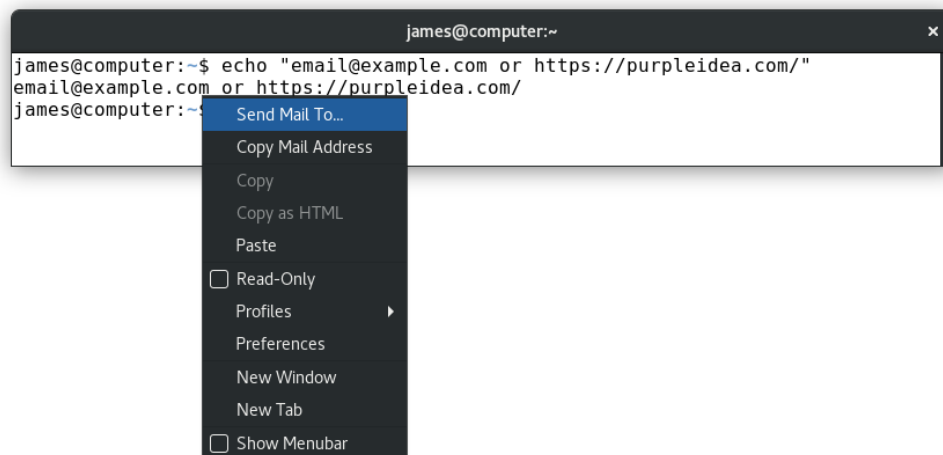 james@computer:~
×
james@computer:~$ echo "email@example.com or https://purpleidea.com/"
email@example.com or https://purpleidea.com/
james@computer:~$
Send Mail To...
Copy Mail Address
Copy
Copy as HTML
Paste
Read-Only
Profiles
Preferences
New Window
New Tab
Show Menubar